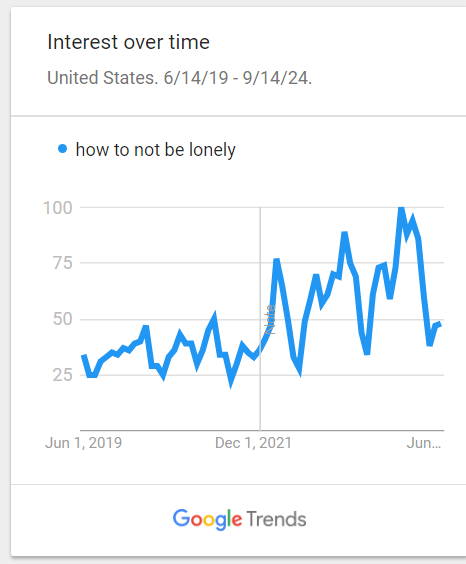 Interest over time
United States. 6/14/19 - 9/14/24.
how to not be lonely
100
75
50
25
Note
Jun 1, 2019 Dec 1, 2021 Jun...
Google Trends